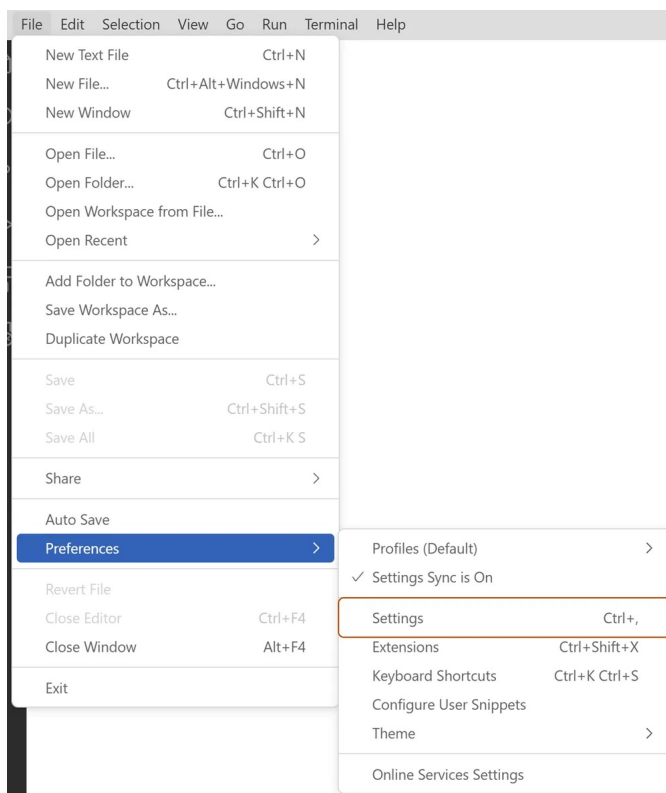 File Edit Selection View Go Run Terminal Help
New Text File Ctrl+N
New File... Ctrl+Alt+Windows+N
New Window Ctrl+Shift+N
Open File... Ctrl+O
Open Folder... Ctrl+K Ctrl+O
Open Workspace from File...
Open Recent
Add Folder to Workspace...
Save Workspace As...
Duplicate Workspace
Save Ctrl+S
Save As... Ctrl+Shift+S
Save All Ctrl+K S
Share
Auto Save
Preferences
Revert File
Close Editor Ctrl+F4
Close Window Alt+F4
Exit
Profiles (Default)
Settings Sync is On
Settings Ctrl+,
Extensions Ctrl+Shift+X
Keyboard Shortcuts Ctrl+K Ctrl+S
Configure User Snippets
Theme
Online Services Settings